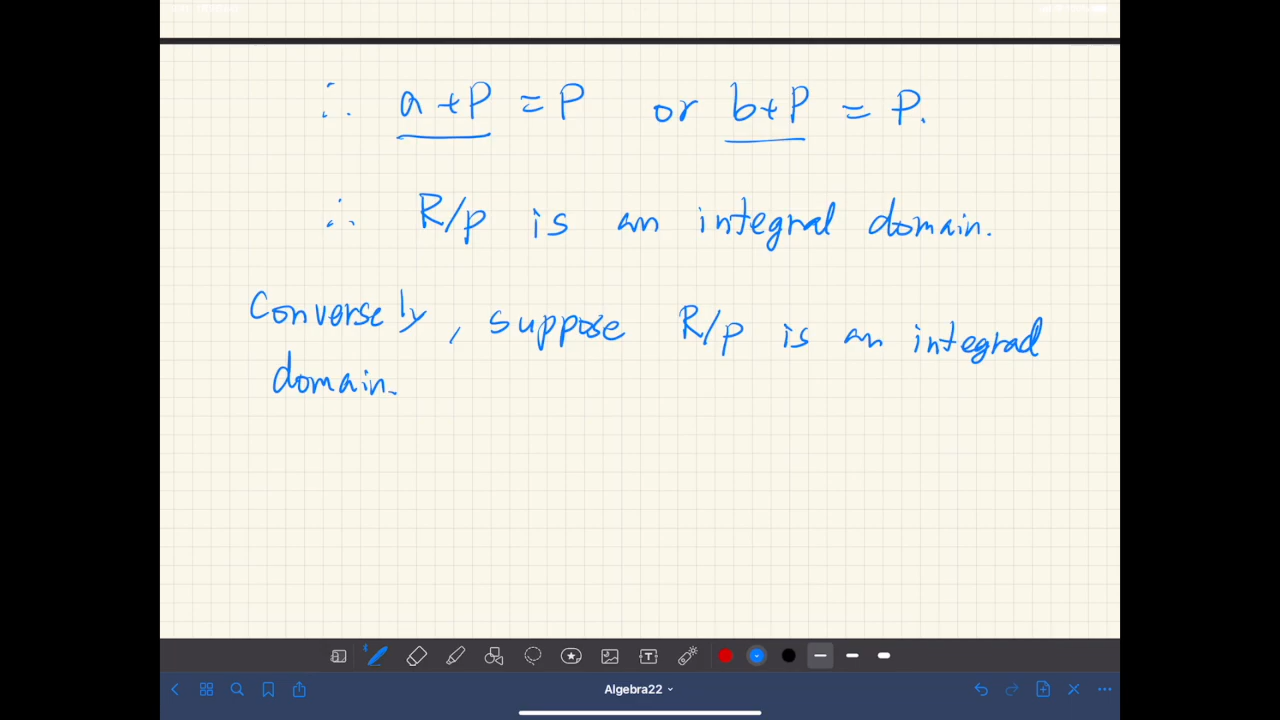 ∴ a+P = P or b+P = P.
∴ R/P is an integral domain.
Conversely, suppose R/P is an integral
domain.
Algebra22